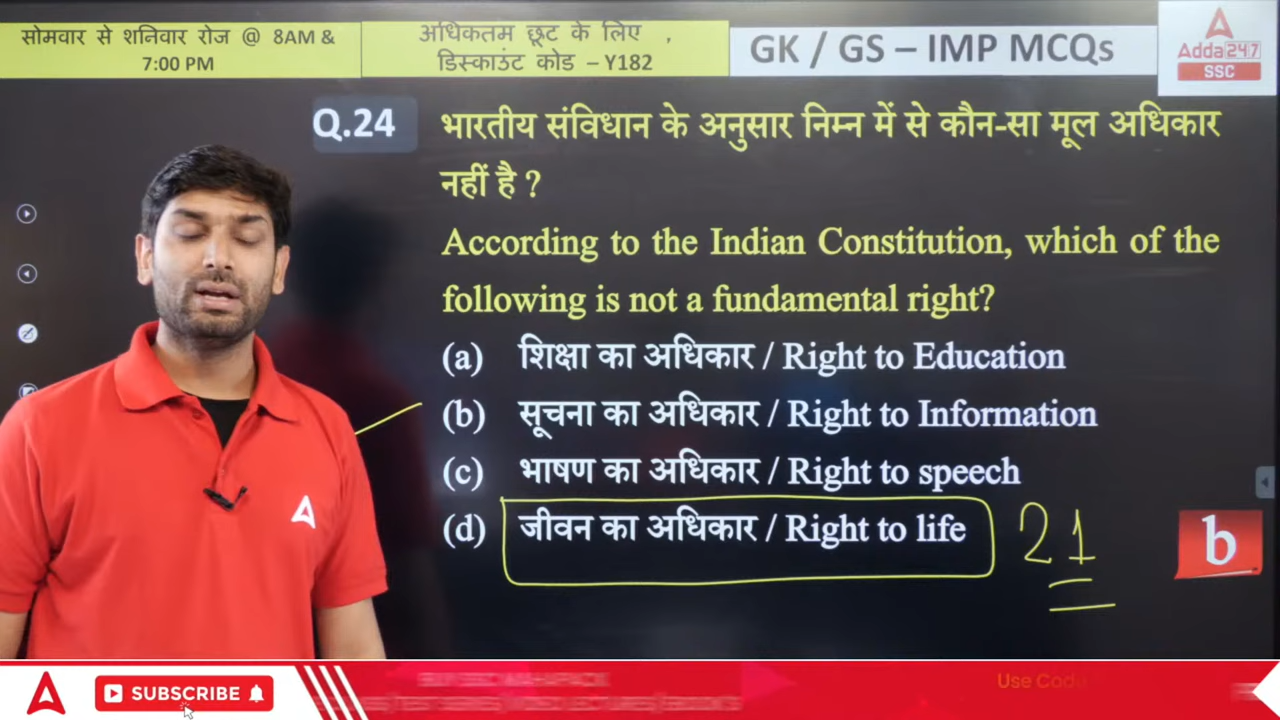 सोमवार से शनिवार रोज @ 8AM &
7:00 PM
अधिकतम छूट के लिए ,
डिस्काउंट कोड – Y182
GK / GS – IMP MCQs
Adda 247
SSC
Q.24
भारतीय संविधान के अनुसार निम्न में से कौन-सा मूल अधिकार
नहीं है ?
According to the Indian Constitution, which of the
following is not a fundamental right?
(a) शिक्षा का अधिकार / Right to Education
(b) सूचना का अधिकार / Right to Information
(c) भाषण का अधिकार / Right to speech
(d) जीवन का अधिकार / Right to life
21
b
SUBSCRIBE
Use Code